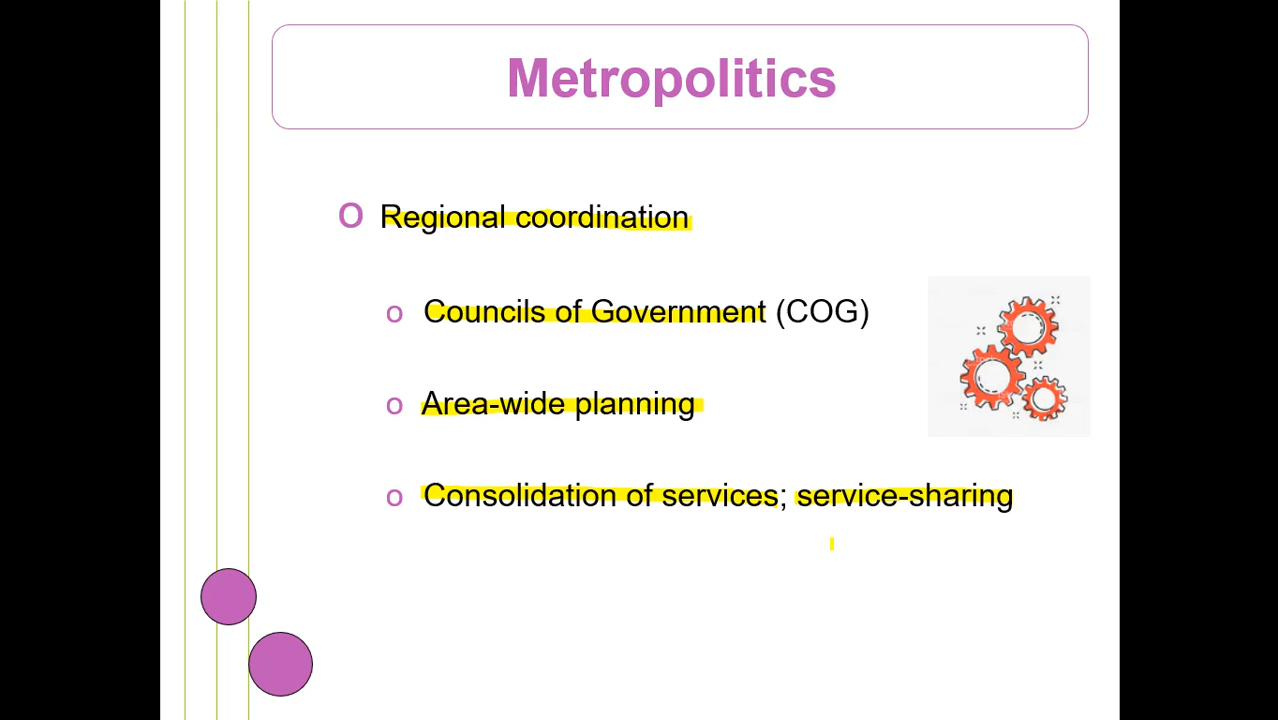 Metropolitics
Regional coordination
Councils of Government (COG)
Area-wide planning
Consolidation of services; service-sharing